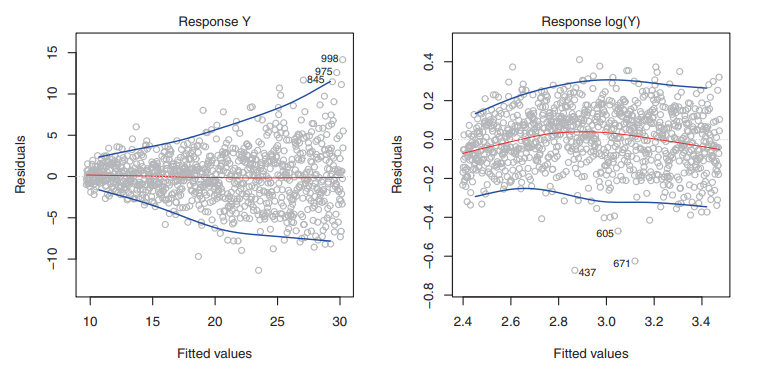 Response Y
Residuals
15
10
5
0
−5
−10
998
975
845
10 15 20 25 30
Fitted values
Response log(Y)
Residuals
0.4
0.2
0.0
−0.2
−0.4
−0.6
−0.8
605
671
437
2.4 2.6 2.8 3.0 3.2 3.4
Fitted values